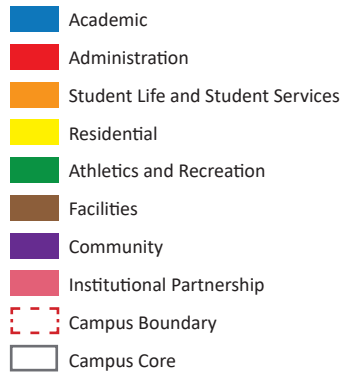 Academic
Administration
Student Life and Student Services
Residential
Athletics and Recreation
Facilities
Community
Institutional Partnership
Campus Boundary
Campus Core